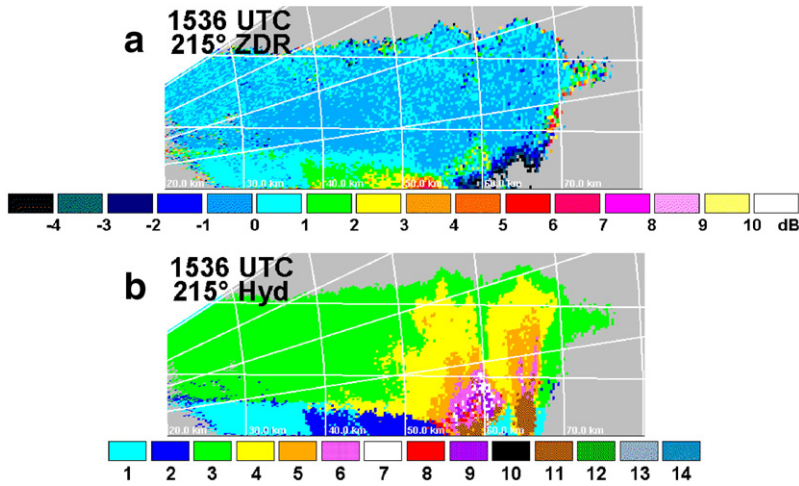 a
1536 UTC
215° ZDR
20.0 km 30.0 km 40.0 km 50.0 km 60.0 km 70.0 km
-4 -3 -2 -1 0 1 2 3 4 5 6 7 8 9 10 dB
b
1536 UTC
215° Hyd
20.0 km 30.0 km 40.0 km 50.0 km 60.0 km 70.0 km
1 2 3 4 5 6 7 8 9 10 11 12 13 14